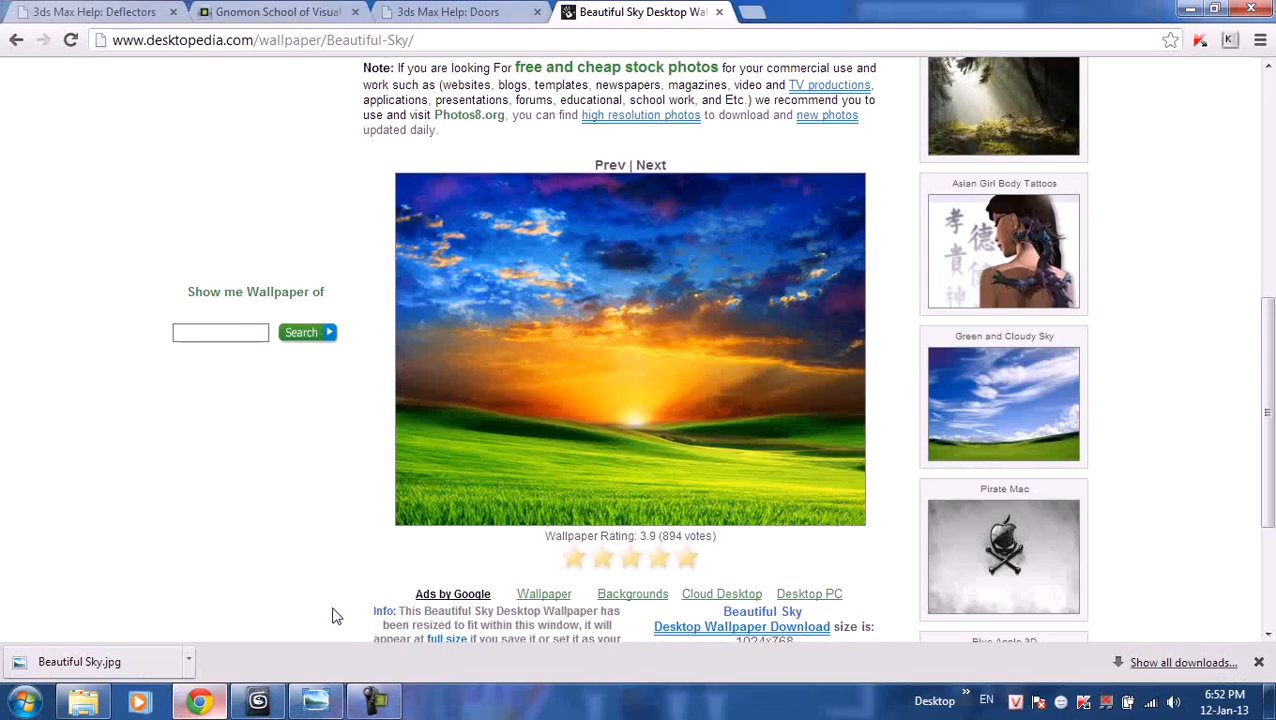 3ds Max Help: Deflectors
Gnomon School of Visual
3ds Max Help: Doors
Beautiful Sky Desktop Wa
www.desktopedia.com/wallpaper/Beautiful-Sky/
Note: If you are looking For free and cheap stock photos for your commercial use and
work such as (websites, blogs, templates, newspapers, magazines, video and TV productions,
applications, presentations, forums, educational, school work, and Etc.) we recommend you to
use and visit Photos8.org, you can find high resolution photos to download and new photos
updated daily.
Prev | Next
Asian Girl Body Tattoos
孝 德
貴
神
Show me Wallpaper of
Search
Green and Cloudy Sky
Pirate Mac
Wallpaper Rating: 3.9 (894 votes)
Ads by Google Wallpaper Backgrounds Cloud Desktop Desktop PC
Info: This Beautiful Sky Desktop Wallpaper has
been resized to fit within this window, it will
appear at full size if you save it or set it as your
Beautiful Sky
Desktop Wallpaper Download size is:
1024x768
Blue Apple 3D
Beautiful Sky.jpg
Show all downloads...
Desktop
EN
6:52 PM
12-Jan-13